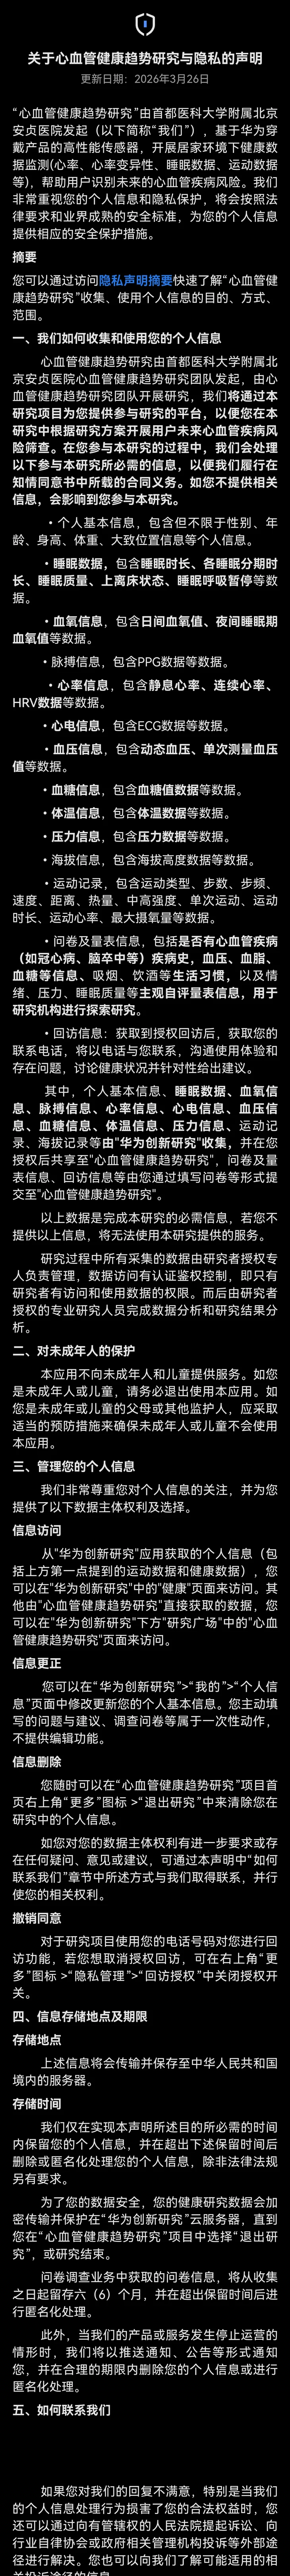 关于心血管健康趋势研究与隐私的声明
更新日期：2026年3月26日
“心血管健康趋势研究”由首都医科大学附属北京
安贞医院发起（以下简称“我们”），基于华为穿
戴产品的高性能传感器，开展居家环境下健康数
据监测(心率、心率变异性、睡眠数据、运动数据
等)，帮助用户识别未来的心血管疾病风险。我们
非常重视您的个人信息和隐私保护，将会按照法
律要求和业界成熟的安全标准，为您的个人信息
提供相应的安全保护措施。
摘要
您可以通过访问隐私声明摘要快速了解“心血管健
康趋势研究”收集、使用个人信息的目的、方式、
范围。
一、我们如何收集和使用您的个人信息
心血管健康趋势研究由首都医科大学附属北
京安贞医院心血管健康趋势研究团队发起，由心
血管健康趋势研究团队开展研究，我们将通过本
研究项目为您提供参与研究的平台，以便您在本
研究中根据研究方案开展用户未来心血管疾病风
险筛查。在您参与本研究的过程中，我们会处理
以下参与本研究所必需的信息，以便我们履行在
知情同意书中所载的合同义务。如您不提供相关
信息，会影响到您参与本研究。
•个人基本信息，包含但不限于性别、年
龄、身高、体重、大致位置信息等个人信息。
•睡眠数据，包含睡眠时长、各睡眠分期时
长、睡眠质量、上离床状态、睡眠呼吸暂停等数
据。
•血氧信息，包含日间血氧值、夜间睡眠期
血氧值等数据。
•脉搏信息，包含PPG数据等数据。
•心率信息，包含静息心率、连续心率、
HRV数据等数据。
•心电信息，包含ECG数据等数据。
•血压信息，包含动态血压、单次测量血压
值等数据。
•血糖信息，包含血糖值数据等数据。
•体温信息，包含体温数据等数据。
•压力信息，包含压力数据等数据。
•海拔信息，包含海拔高度数据等数据。
•运动记录，包含运动类型、步数、步频、
速度、距离、热量、中高强度、单次运动、运动
时长、运动心率、最大摄氧量等数据。
•问卷及量表信息，包括是否有心血管疾病
（如冠心病、脑卒中等）疾病史，血压、血脂、
血糖等信息、吸烟、饮酒等生活习惯，以及情
绪、压力、睡眠质量等主观自评量表信息，用于
研究机构进行探索研究。
•回访信息：获取到授权回访后，获取您的
联系电话，将以电话与您联系，沟通使用体验和
存在问题，讨论健康状况并针对性给出建议。
其中，个人基本信息、睡眠数据、血氧信
息、脉搏信息、心率信息、心电信息、血压信
息、血糖信息、体温信息、压力信息、运动记
录、海拔记录等由"华为创新研究"收集，并在您
授权后共享至"心血管健康趋势研究"，问卷及量
表信息、回访信息等由您通过填写问卷等形式提
交至"心血管健康趋势研究"。
以上数据是完成本研究的必需信息，若您不
提供以上信息，将无法使用本研究提供的服务。
研究过程中所有采集的数据由研究者授权专
人负责管理，数据访问有认证鉴权控制，即只有
研究者有访问和使用数据的权限。而后由研究者
授权的专业研究人员完成数据分析和研究结果分
析。
二、对未成年人的保护
本应用不向未成年人和儿童提供服务。如您
是未成年人或儿童，请务必退出使用本应用。如
您是未成年或儿童的父母或其他监护人，应采取
适当的预防措施来确保未成年人或儿童不会使用
本应用。
三、管理您的个人信息
我们非常尊重您对个人信息的关注，并为您
提供了以下数据主体权利及选择。
信息访问
从"华为创新研究"应用获取的个人信息（包
括上方第一点提到的运动数据和健康数据），您
可以在"华为创新研究"中的"健康"页面来访问。其
他由"心血管健康趋势研究"直接获取的数据，您
可以在"华为创新研究"下方"研究广场"中的"心血
管健康趋势研究"页面来访问。
信息更正
您可以在“华为创新研究”>“我的”>“个人信
息”页面中修改更新您的个人基本信息。您主动填
写的问题与建议、调查问卷等属于一次性动作，
不提供编辑功能。
信息删除
您随时可以在“心血管健康趋势研究”项目首
页右上角“更多”图标 >“退出研究”中来清除您在
研究中的个人信息。
如您对您的数据主体权利有进一步要求或存
在任何疑问、意见或建议，可通过本声明中“如何
联系我们”章节中所述方式与我们取得联系，并行
使您的相关权利。
撤销同意
对于研究项目使用您的电话号码对您进行回
访功能，若您想取消授权回访，可在右上角“更
多”图标 >“隐私管理”>“回访授权”中关闭授权开
关。
四、信息存储地点及期限
存储地点
上述信息将会传输并保存至中华人民共和国
境内的服务器。
存储时间
我们仅在实现本声明所述目的所必需的时间
内保留您的个人信息，并在超出下述保留时间后
删除或匿名化处理您的个人信息，除非法律法规
另有要求。
为了您的数据安全，您的健康研究数据会加
密传输并保护在“华为创新研究”云服务器，直到
您在“心血管健康趋势研究”项目中选择“退出研
究”，或研究结束。
问卷调查业务中获取的问卷信息，将从收集
之日起留存六（6）个月，并在超出保留时间后进
行匿名化处理。
此外，当我们的产品或服务发生停止运营的
情形时，我们将以推送通知、公告等形式通知
您，并在合理的期限内删除您的个人信息或进行
匿名化处理。
五、如何联系我们
如果您对我们的回复不满意，特别是当我们
的个人信息处理行为损害了您的合法权益时，您
还可以通过向有管辖权的人民法院提起诉讼、向
行业自律协会或政府相关管理机构投诉等外部途
径进行解决。您也可以向我们了解可能适用的相